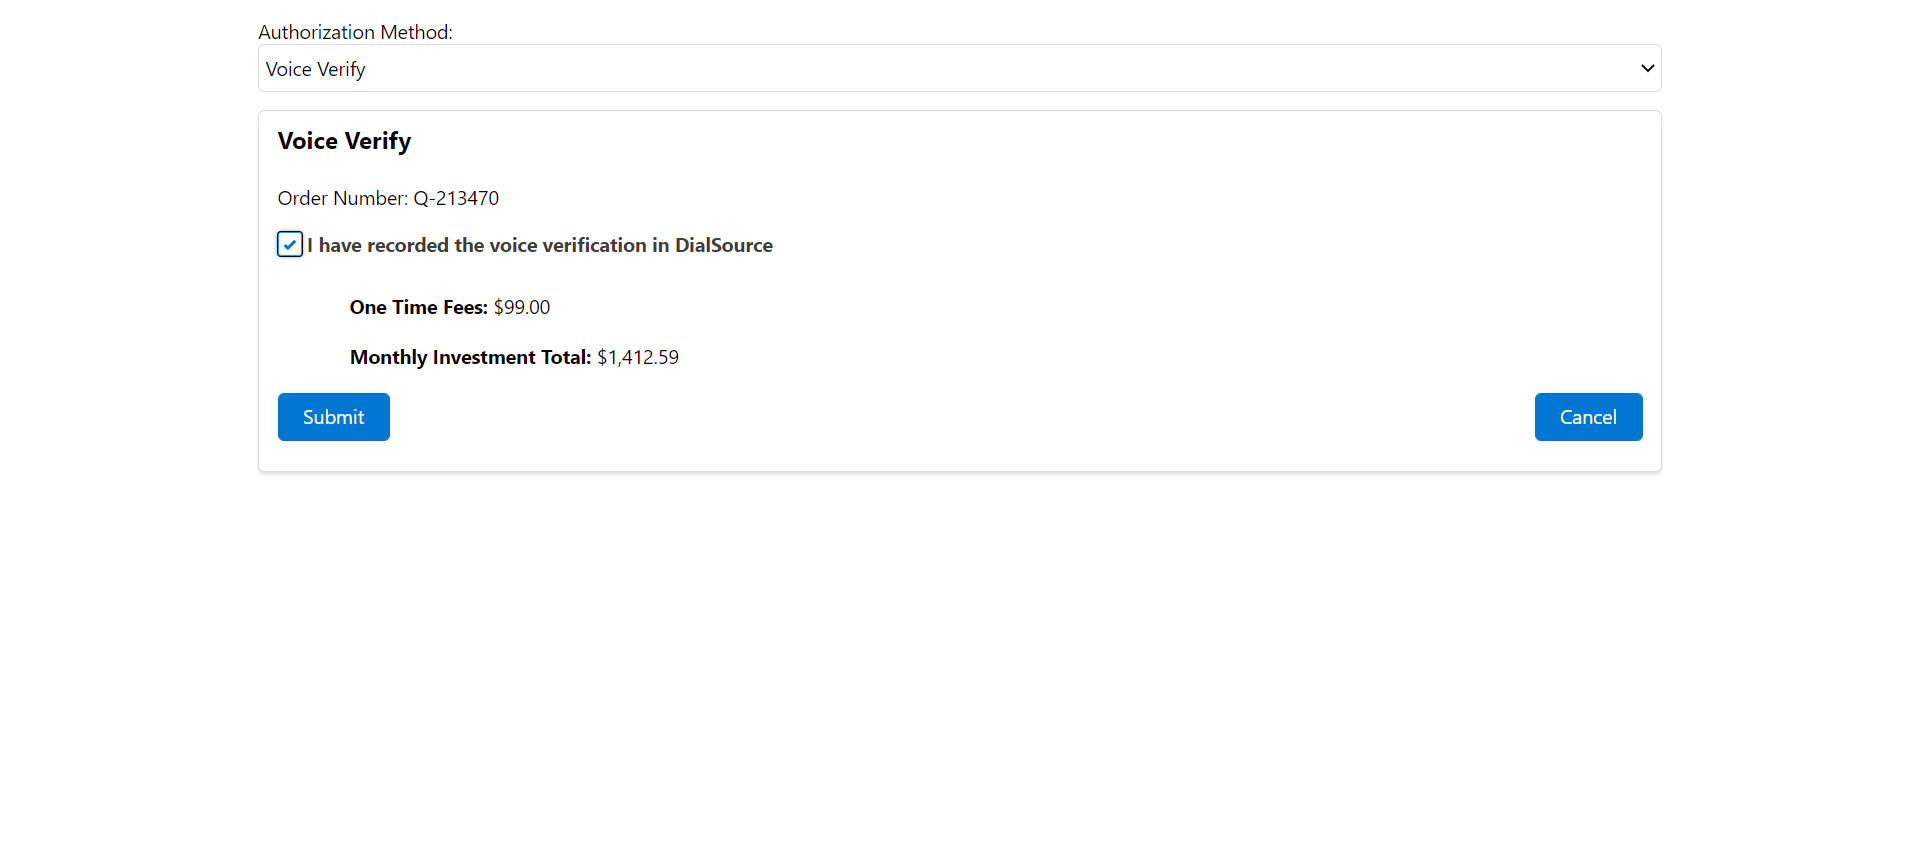 Authorization Method:
Voice Verify
Voice Verify
Order Number: Q-213470
I have recorded the voice verification in DialSource
One Time Fees: $99.00
Monthly Investment Total: $1,412.59
Submit
Cancel